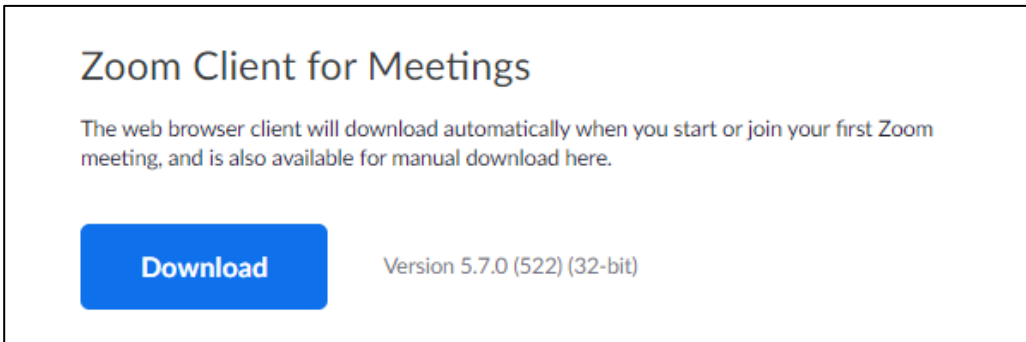 Zoom Client for Meetings
The web browser client will download automatically when you start or join your first Zoom
meeting, and is also available for manual download here.
Download
Version 5.7.0 (522) (32-bit)